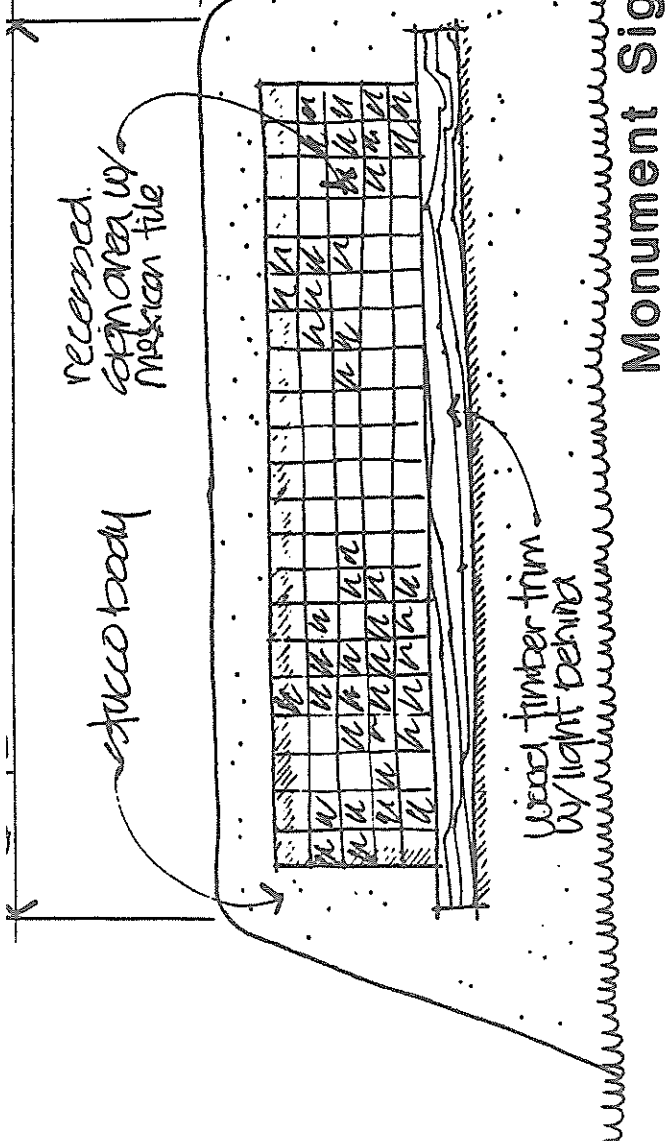 stucco body
recessed.
sign area w/
Mexican tile
wood timber trim
w/ light behind
Monument Sig